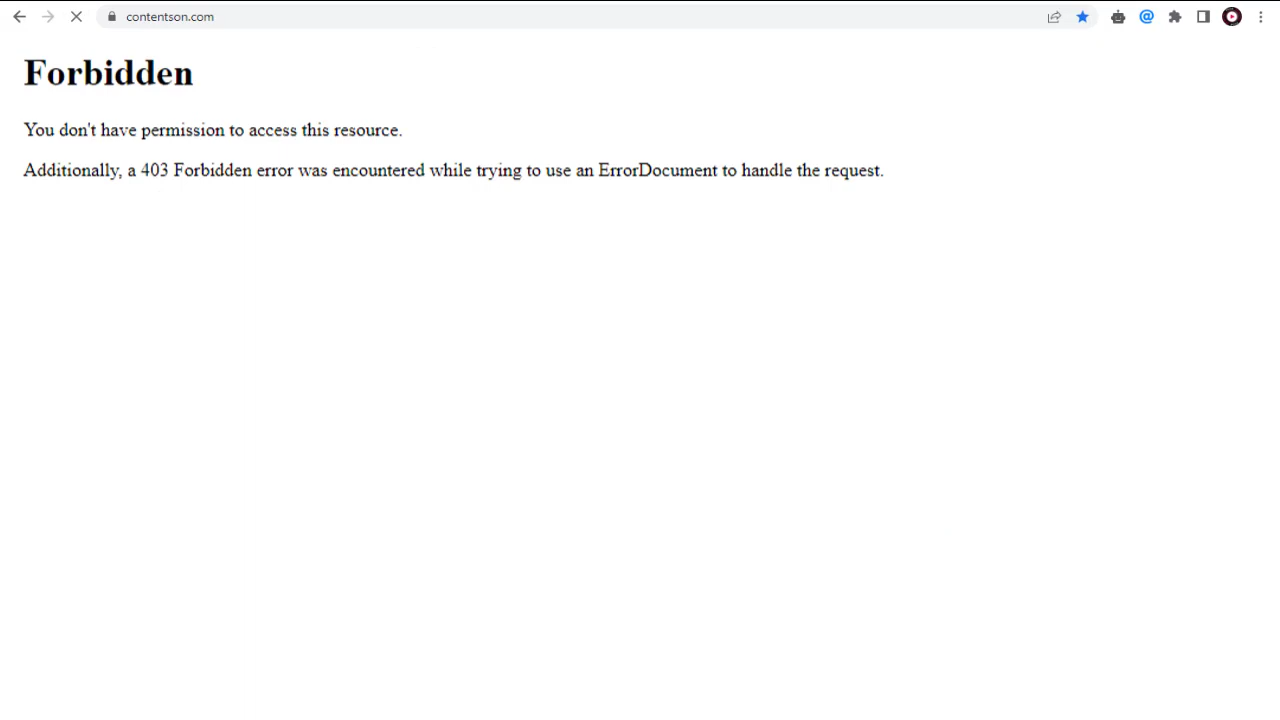 contentson.com
Forbidden
You don't have permission to access this resource.
Additionally, a 403 Forbidden error was encountered while trying to use an ErrorDocument to handle the request.